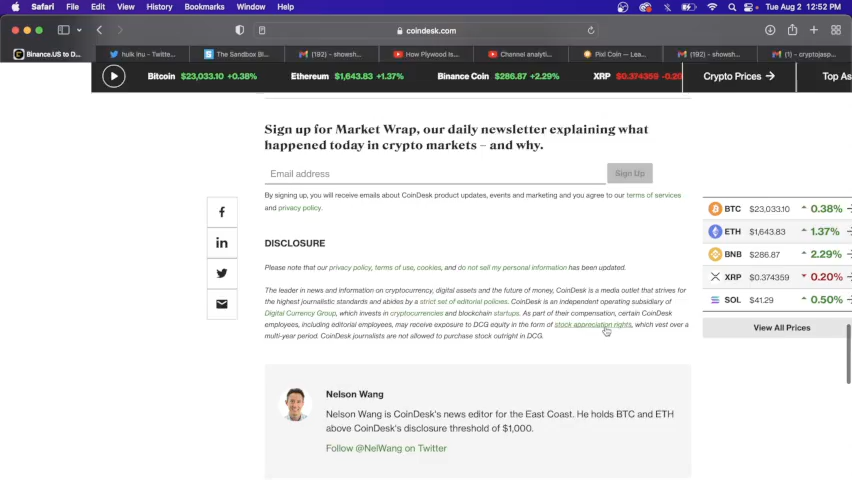 Safari File Edit View History Bookmarks Window Help
Tue Aug 2 12:52 PM
coindesk.com
Binance.US to D...
hulk inu - Twitte...
The Sandbox Bl...
(192) – showsh...
How Plywood Is...
Channel analyti...
Pixl Coin – Lea...
(192) – showsh...
(1) – cryptojasp...
Bitcoin $23,033.10 +0.38% Ethereum $1,643.83 +1.37% Binance Coin $286.87 +2.29% XRP $0.374359 -0.20 Crypto Prices → Top As
Sign up for Market Wrap, our daily newsletter explaining what
happened today in crypto markets – and why.
Email address
Sign Up
By signing up, you will receive emails about CoinDesk product updates, events and marketing and you agree to our terms of services
and privacy policy.
DISCLOSURE
Please note that our privacy policy, terms of use, cookies, and do not sell my personal information has been updated.
The leader in news and information on cryptocurrency, digital assets and the future of money, CoinDesk is a media outlet that strives for
the highest journalistic standards and abides by a strict set of editorial policies. CoinDesk is an independent operating subsidiary of
Digital Currency Group, which invests in cryptocurrencies and blockchain startups. As part of their compensation, certain CoinDesk
employees, including editorial employees, may receive exposure to DCG equity in the form of stock appreciation rights, which vest over a
multi-year period. CoinDesk journalists are not allowed to purchase stock outright in DCG.
BTC $23,033.10 0.38%
ETH $1,643.83 1.37%
BNB $286.87 2.29%
XRP $0.374359 0.20%
SOL $41.29 0.50%
View All Prices
Nelson Wang
Nelson Wang is CoinDesk's news editor for the East Coast. He holds BTC and ETH
above CoinDesk's disclosure threshold of $1,000.
Follow @NelWang on Twitter